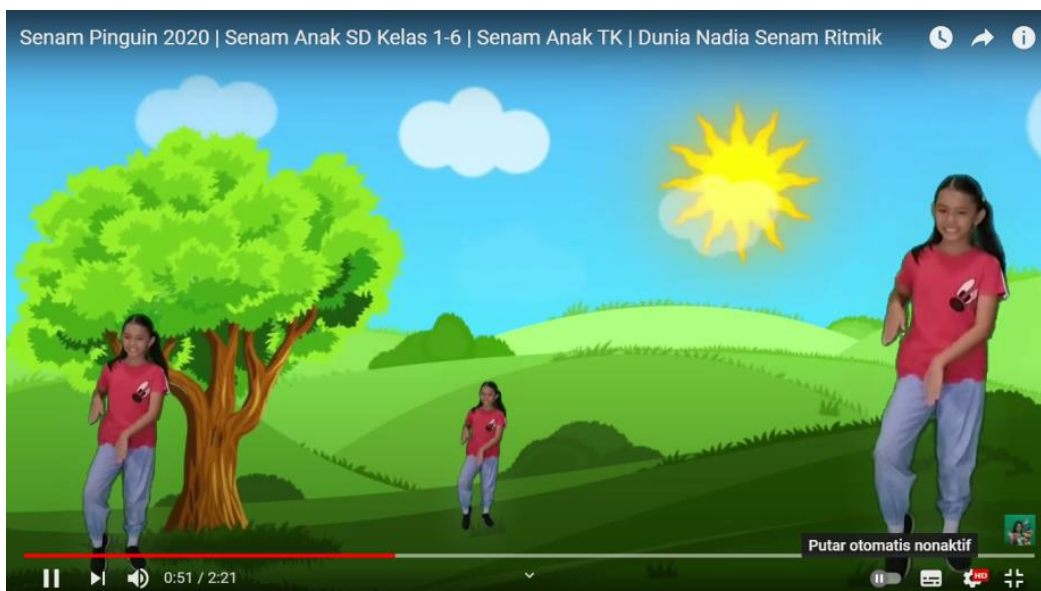 Senam Pinguin 2020 | Senam Anak SD Kelas 1-6 | Senam Anak TK | Dunia Nadia Senam Ritmik
Putar otomatis nonaktif
0:51 / 2:21
HD